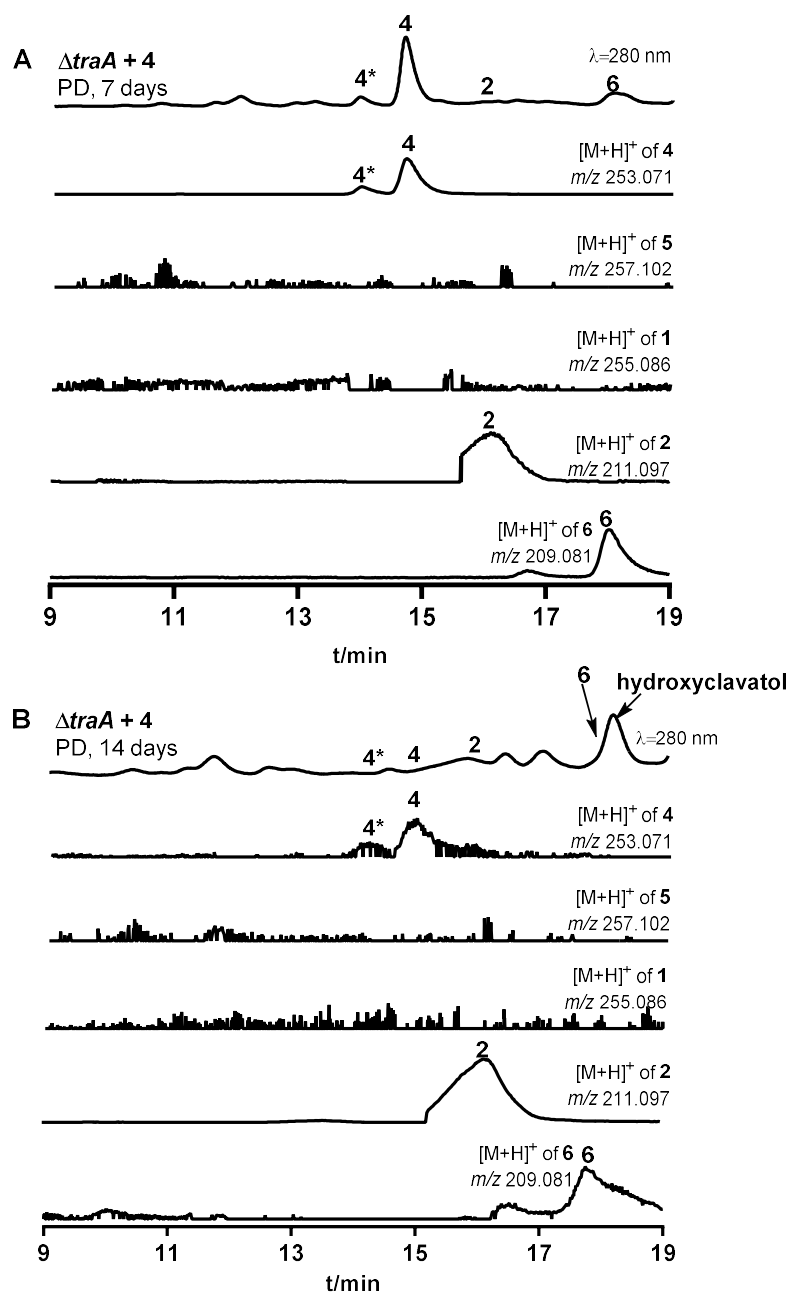 A
ΔtraA + 4
PD, 7 days
4*
4
2
6
λ=280 nm
4*
4
[M+H]+ of 4
m/z 253.071
[M+H]+ of 5
m/z 257.102
[M+H]+ of 1
m/z 255.086
2
[M+H]+ of 2
m/z 211.097
[M+H]+ of 6
m/z 209.081
6
9 11 13 15 17 19
t/min
B
ΔtraA + 4
PD, 14 days
4*
4
2
6
hydroxyclavatol
λ=280 nm
4*
4
[M+H]+ of 4
m/z 253.071
[M+H]+ of 5
m/z 257.102
[M+H]+ of 1
m/z 255.086
2
[M+H]+ of 2
m/z 211.097
[M+H]+ of 6
m/z 209.081
6
9 11 13 15 17 19
t/min